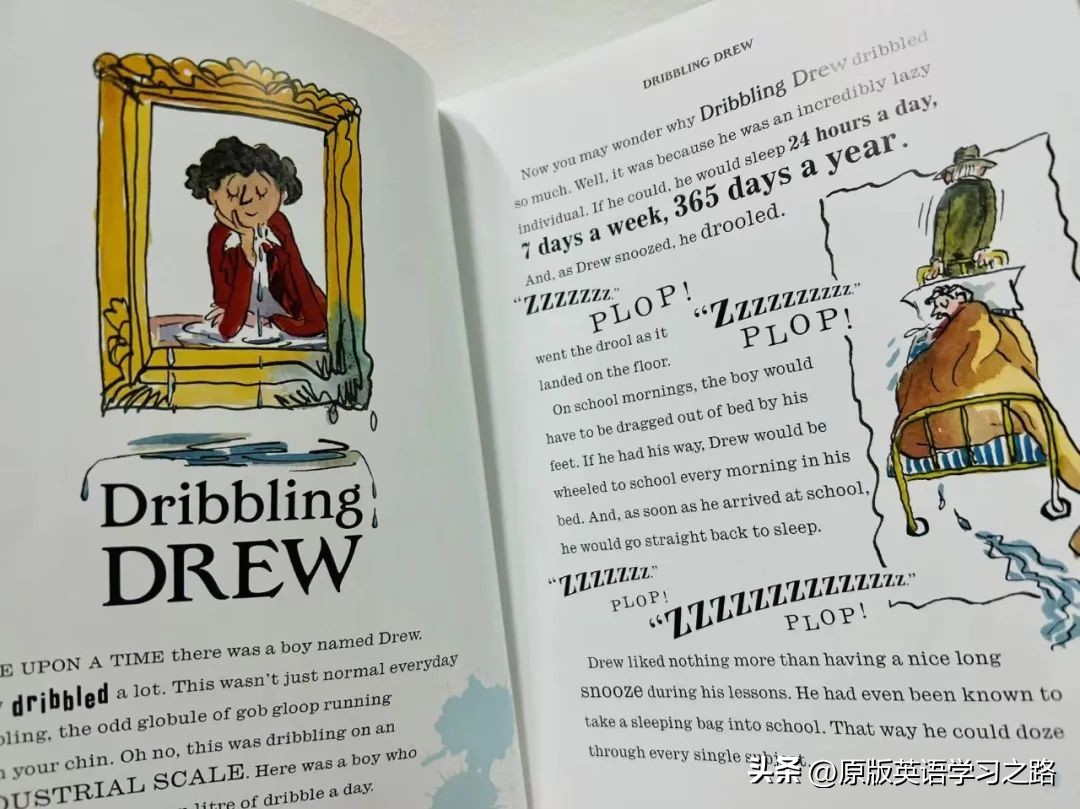 Dribbling
DREW
E UPON A TIME there was a boy named Drew.
dribbled a lot. This wasn't just normal everyday
bling, the odd globule of gob gloop running
your chin. Oh no, this was dribbling on an
DUSTRIAL SCALE. Here was a boy who
litre of dribble a day.
DRIBBLING DREW
Now you may wonder why Dribbling Drew dribbled
so much. Well, it was because he was an incredibly lazy
individual. If he could, he would sleep 24 hours a day,
7 days a week, 365 days a year.
And, as Drew snoozed, he drooled.
“ZZZZZZZ.”
PLOP!
“ZZZZZZZZZZ.”
PLOP!
went the drool as it
landed on the floor.
On school mornings, the boy would
have to be dragged out of bed by his
feet. If he had his way, Drew would be
wheeled to school every morning in his
bed. And, as soon as he arrived at school,
he would go straight back to sleep.
“ZZZZZZZ.”
PLOP!
“ZZZZZZZZZZZZZZ.”
PLOP!
Drew liked nothing more than having a nice long
snooze during his lessons. He had even been known to
take a sleeping bag into school. That way he could doze
through every single subject.
头条 @原版英语学习之路